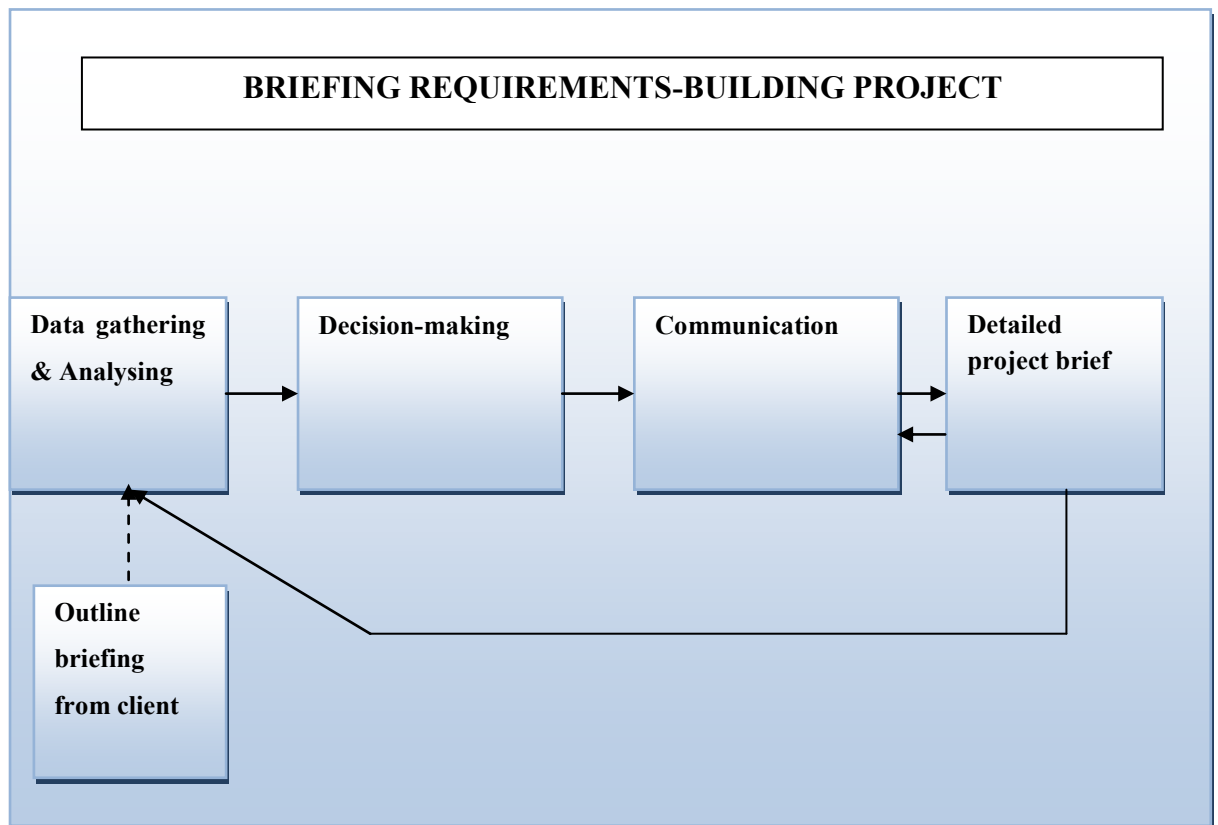 BRIEFING REQUIREMENTS-BUILDING PROJECT
Data gathering
& Analysing
Decision-making
Communication
Detailed
project brief
Outline
briefing
from client